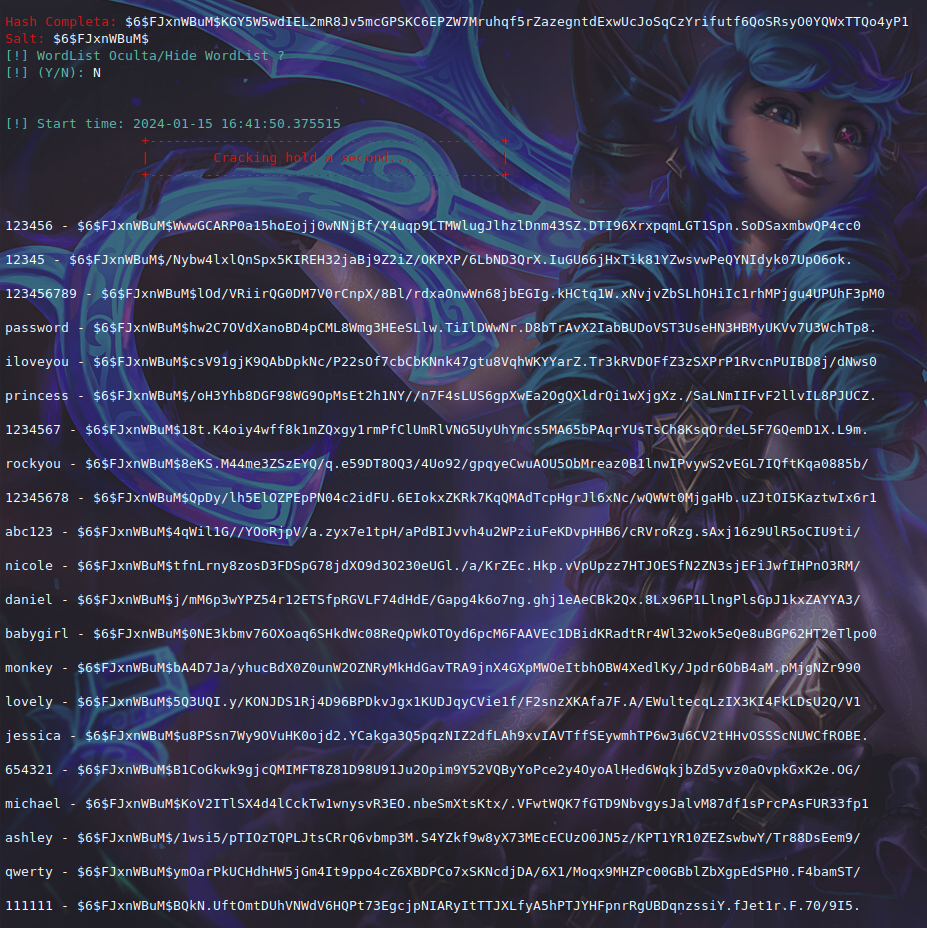 Hash Completa: $6$FJxnWBuM$KGY5W5wdIEL2mR8Jv5mcGPSKC6EPZW7Mruhqf5rZazegntdExwUcJoSqCzYrifutf6QoSRsyO0YQWxTTQo4yP1
Salt: $6$FJxnWBuM$
[!] WordList Oculta/Hide WordList ?
[!] (Y/N): N
[!] Start time: 2024-01-15 16:41:50.375515
+--------------------------------------------+
| Cracking hold a second... |
+--------------------------------------------+
123456 - $6$FJxnWBuM$WwwGCARP0a15hoEojj0wNNjBf/Y4uqp9LTMWlugJlhzlDnm43SZ.DTI96XrxpqmLGT1Spn.SoDSaxmbwQP4cc0
12345 - $6$FJxnWBuM$/Nybw4lxlQnSpx5KIREH32jaBj9Z2iZ/OKPXP/6LbND3QrX.IuGU66jHxTik81YZwsvwPeQYNIdyk07UpO6ok.
123456789 - $6$FJxnWBuM$lOd/VRiirQG0DM7V0rCnpX/8Bl/rdxaOnwWn68jbEGIg.kHCtq1W.xNvjvZbSLhOHiIc1rhMPjgu4UPUhF3pM0
password - $6$FJxnWBuM$hw2C7OVdXanoBD4pCML8Wmg3HEeSLlw.TiIlDWwNr.D8bTrAvX2IabBUDoVST3UseHN3HBMyUKVv7U3WchTp8.
iloveyou - $6$FJxnWBuM$csV91gjK9QAbDpkNc/P22sOf7cbCbKNnk47gtu8VqhWKYYarZ.Tr3kRVDOFfZ3zSXPrP1RvcnPUIBD8j/dNws0
princess - $6$FJxnWBuM$/oH3Yhb8DGF98WG9OpMsEt2h1NY//n7F4sLUS6gpXwEa2OgQXldrQi1wXjgXz./SaLNmIIFvF2llvIL8PJUCZ.
1234567 - $6$FJxnWBuM$18t.K4oiy4wff8k1mZQxgy1rmPfClUmRlVNG5UyUhYmcs5MA65bPAqrYUsTsCh8KsqOrdeL5F7GQemD1X.L9m.
rockyou - $6$FJxnWBuM$8eKS.M44me3ZSzEYQ/q.e59DT8OQ3/4Uo92/gpqyeCwuAOU5ObMreaz0B1lnwIPvywS2vEGL7IQftKqa0885b/
12345678 - $6$FJxnWBuM$QpDy/lh5ElOZPEpPN04c2idFU.6EIokxZKRk7KqQMAdTcpHgrJl6xNc/wQWWt0MjgaHb.uZJtOI5KaztwIx6r1
abc123 - $6$FJxnWBuM$4qWil1G//YOoRjpV/a.zyx7e1tpH/aPdBIJvvh4u2WPziuFeKDvpHHB6/cRVroRzg.sAxj16z9UlR5oCIU9ti/
nicole - $6$FJxnWBuM$tfnLrny8zosD3FDSpG78jdXO9d3O230eUGl./a/KrZEc.Hkp.vVpUpzz7HTJOESfN2ZN3sjEFiJwfIHPnO3RM/
daniel - $6$FJxnWBuM$j/mM6p3wYPZ54r12ETSfpRGVLF74dHdE/Gapg4k6o7ng.ghj1eAeCBk2Qx.8Lx96P1LlngPlsGpJ1kxZAYYA3/
babygirl - $6$FJxnWBuM$0NE3kbmv76OXoaq6SHkdWc08ReQpWkOTOyd6pcM6FAAVEc1DBidKRadtRr4Wl32wok5eQe8uBGP62HT2eTlpo0
monkey - $6$FJxnWBuM$bA4D7Ja/yhucBdX0Z0unW2OZNRyMkHdGavTRA9jnX4GXpMWOeItbhOBW4XedlKy/Jpdr6ObB4aM.pMjgNZr990
lovely - $6$FJxnWBuM$5Q3UQI.y/KONJDS1Rj4D96BPDkvJgx1KUDJqyCVie1f/F2snzXKAfa7F.A/EWultecqLzIX3KI4FkLDsU2Q/V1
jessica - $6$FJxnWBuM$u8PSsn7Wy9OVuHK0ojd2.YCakga3Q5pqzNIZ2dfLAh9xvIAVTffSEywmhTP6w3u6CV2tHHvOSSScNUWCfROBE.
654321 - $6$FJxnWBuM$B1CoGkwk9gjcQMIMFT8Z81D98U91Ju2Opim9Y52VQByYoPce2y4OyoAlHed6WqkjbZd5yvz0aOvpkGxK2e.OG/
michael - $6$FJxnWBuM$KoV2ITlSX4d4lCckTw1wnysvR3EO.nbeSmXtsKtx/.VFwtWQK7fGTD9NbvgysJalvM87df1sPrcPAsFUR33fp1
ashley - $6$FJxnWBuM$/1wsi5/pTIOzTQPLJtsCRrQ6vbmp3M.S4YZkf9w8yX73MEcECUzO0JN5z/KPT1YR10ZEZswbwY/Tr88DsEem9/
qwerty - $6$FJxnWBuM$ymOarPkUCHdhHW5jGm4It9ppo4cZ6XBDPCo7xSKNcdjDA/6X1/Moqx9MHZPc00GBblZbXgpEdSPH0.F4bamST/
111111 - $6$FJxnWBuM$BQkN.UftOmtDUhVNWdV6HQPt73EgcjpNIARyItTTJXLfyA5hPTJYHFpnrRgUBDqnzssiY.fJet1r.F.70/9I5.